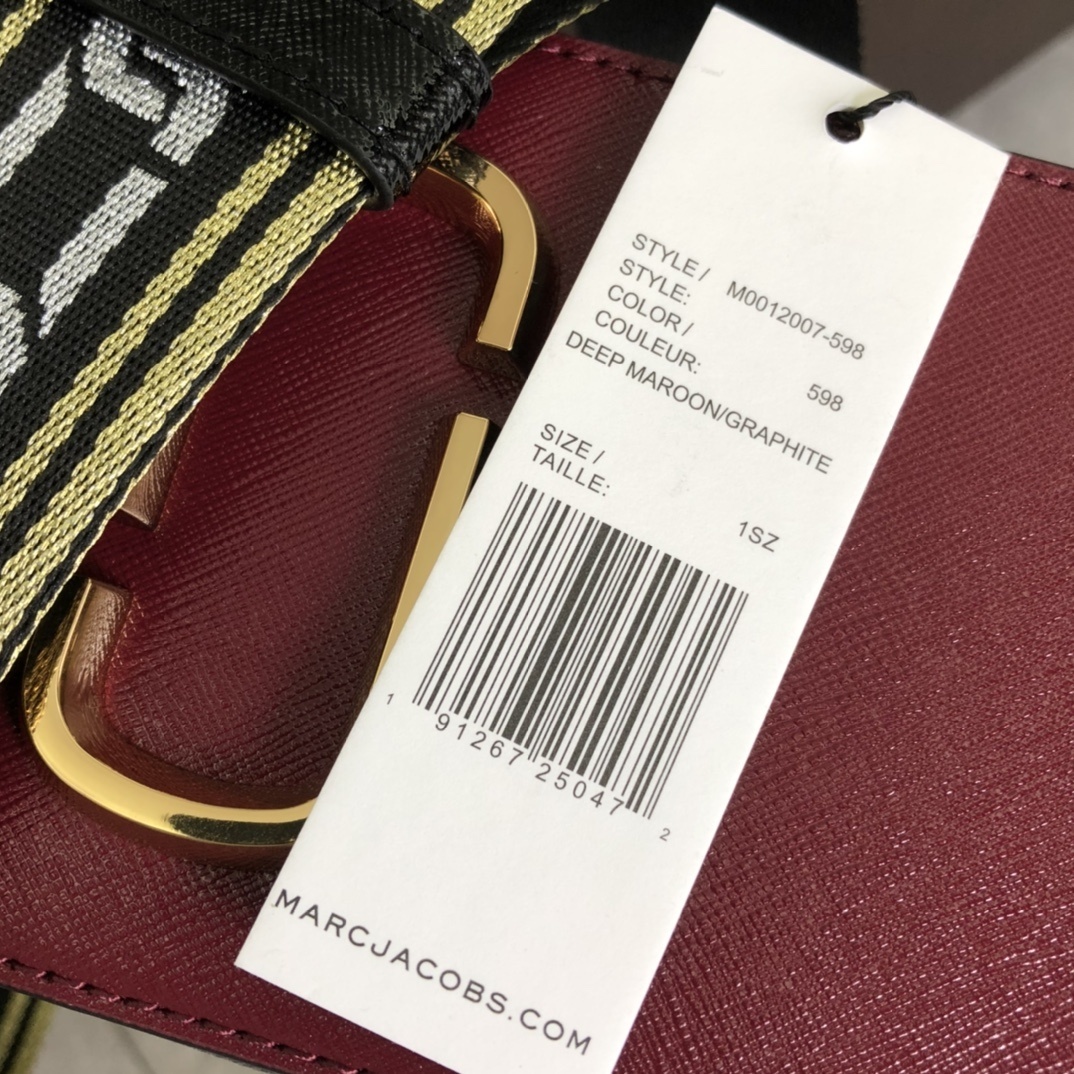 STYLE /
STYLE: M0012007-598
COLOR /
COULEUR: 598
DEEP MAROON/GRAPHITE
SIZE /
TAILLE: 1SZ
1 91267 25047 2
MARCJACOBS.COM